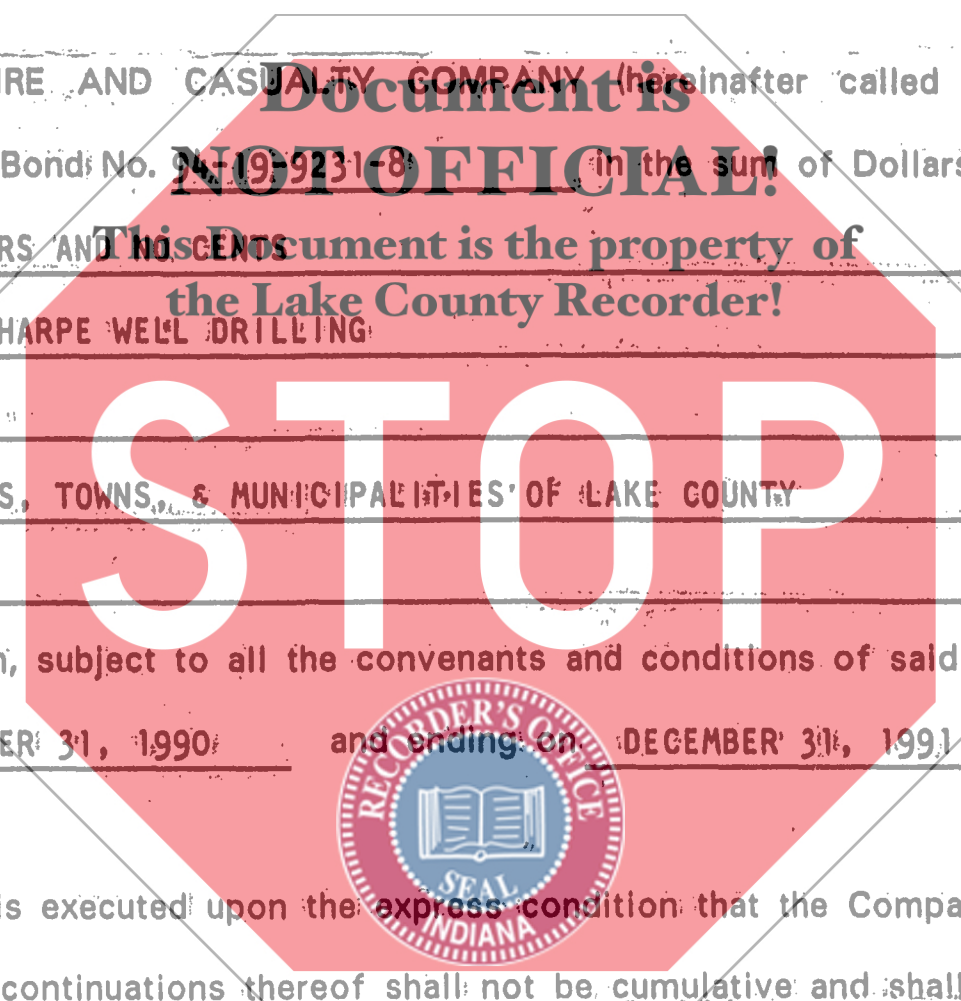 IRE AND CASUALTY COMPANY (hereinafter called
Document is
Bond No. 94-19-9231-8 in the sum of Dollars
NOT OFFICIAL!
RS AND NO CENTS
This Document is the property of
the Lake County Recorder!
HARPE WELL DRILLING
STOP
S, TOWNS, & MUNICIPALITIES OF LAKE COUNTY
n, subject to all the convenants and conditions of said
ER 31, 1990 and ending on DECEMBER 31, 1991
RECORDER'S OFFICE
SEAL
INDIANA
is executed upon the express condition that the Compa
continuations thereof shall not be cumulative and shall